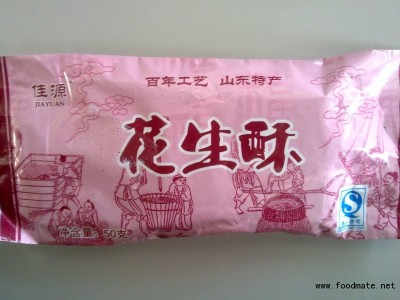 佳源
JIAYUAN
百年工艺 山东特产
花生酥
净含量：50克
www.foodmate.net